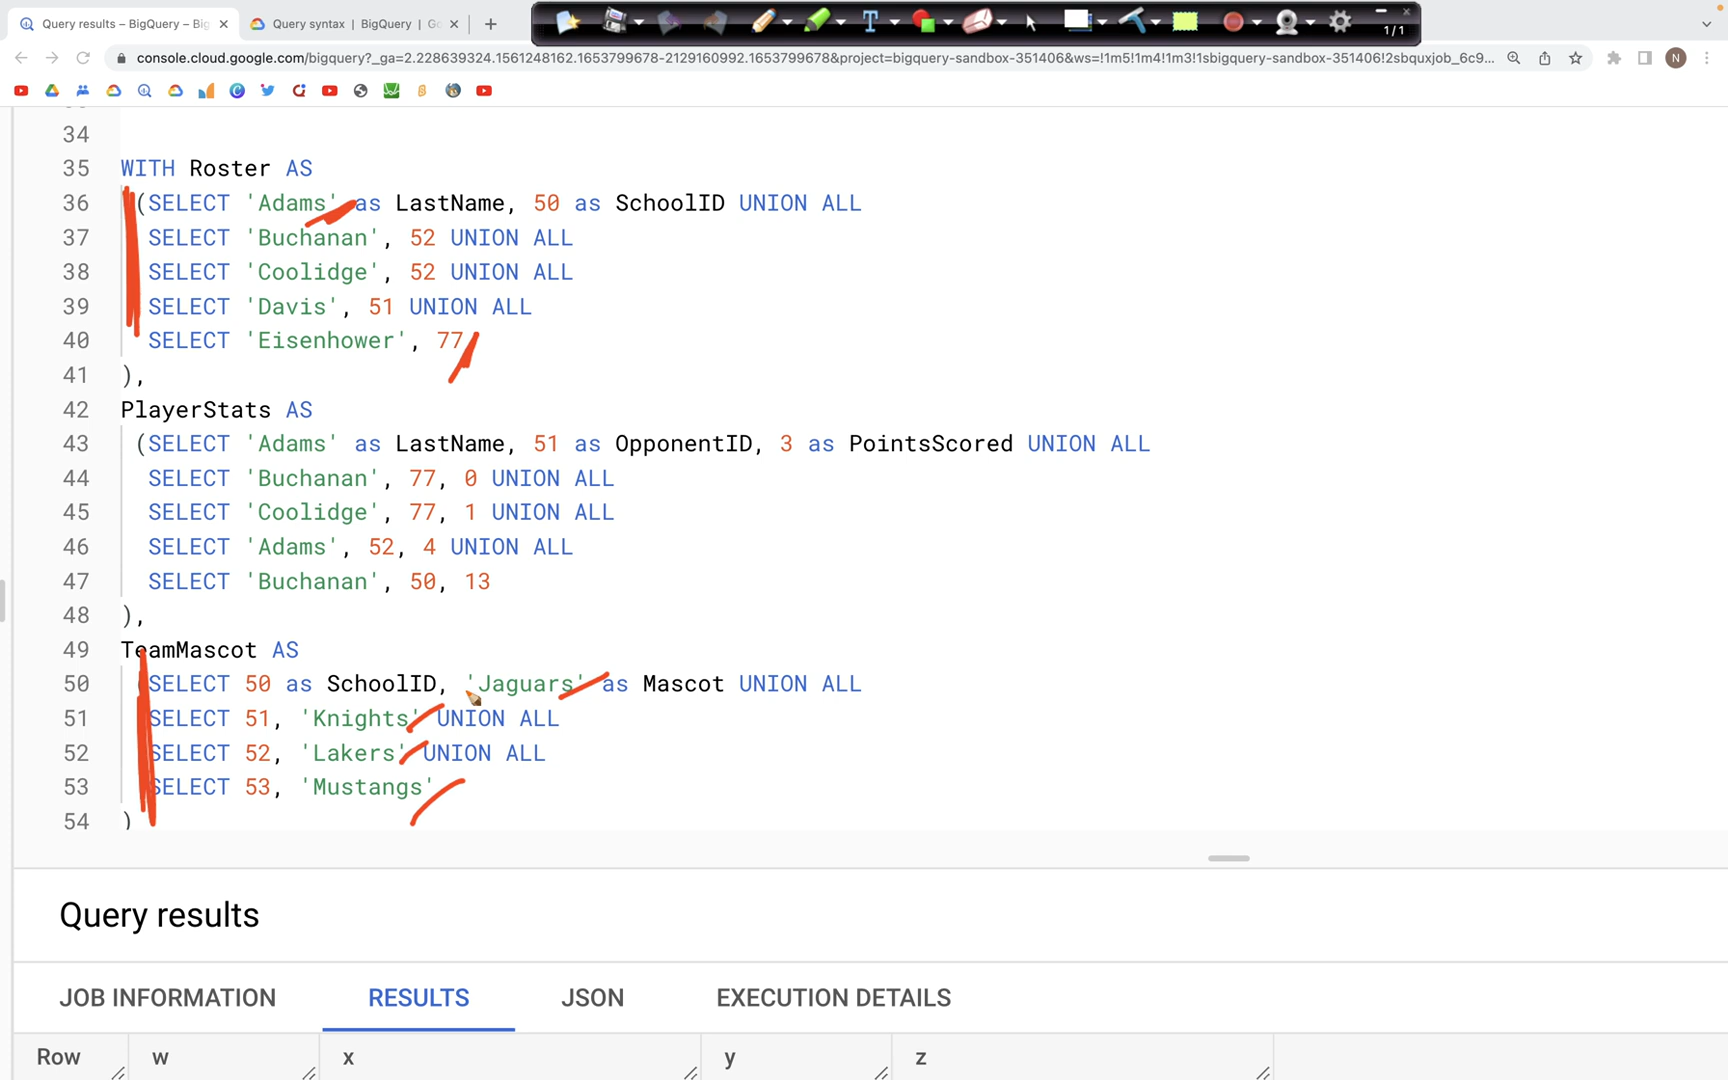 Query results – BigQuery – Big
Query syntax | BigQuery | Go
1/1
console.cloud.google.com/bigquery?_ga=2.228639324.1561248162.1653799678-2129160992.1653799678&project=bigquery-sandbox-351406&ws=!1m5!1m4!1m3!1sbigquery-sandbox-351406!2sbquxjob_6c9...
N
34
35 WITH Roster AS
36 (SELECT 'Adams' as LastName, 50 as SchoolID UNION ALL
37 SELECT 'Buchanan', 52 UNION ALL
38 SELECT 'Coolidge', 52 UNION ALL
39 SELECT 'Davis', 51 UNION ALL
40 SELECT 'Eisenhower', 77
41 ),
42 PlayerStats AS
43 (SELECT 'Adams' as LastName, 51 as OpponentID, 3 as PointsScored UNION ALL
44 SELECT 'Buchanan', 77, 0 UNION ALL
45 SELECT 'Coolidge', 77, 1 UNION ALL
46 SELECT 'Adams', 52, 4 UNION ALL
47 SELECT 'Buchanan', 50, 13
48 ),
49 TeamMascot AS
50 (SELECT 50 as SchoolID, 'Jaguars' as Mascot UNION ALL
51 SELECT 51, 'Knights' UNION ALL
52 SELECT 52, 'Lakers' UNION ALL
53 SELECT 53, 'Mustangs'
54 )
Query results
JOB INFORMATION RESULTS JSON EXECUTION DETAILS
Row w x y z